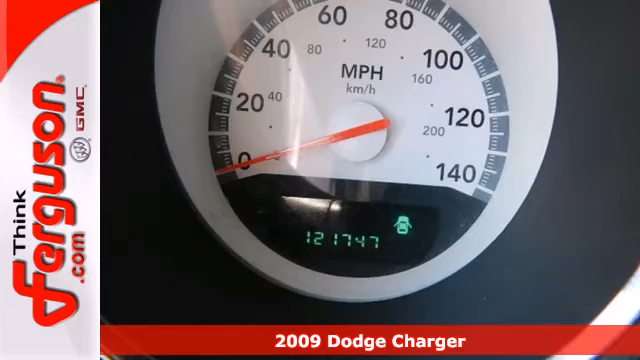 Think
Ferguson
.com
BUICK GMC
60 80
40 80 120 100
MPH
km/h
160
20 40
120
200
0
140
121747
2009 Dodge Charger